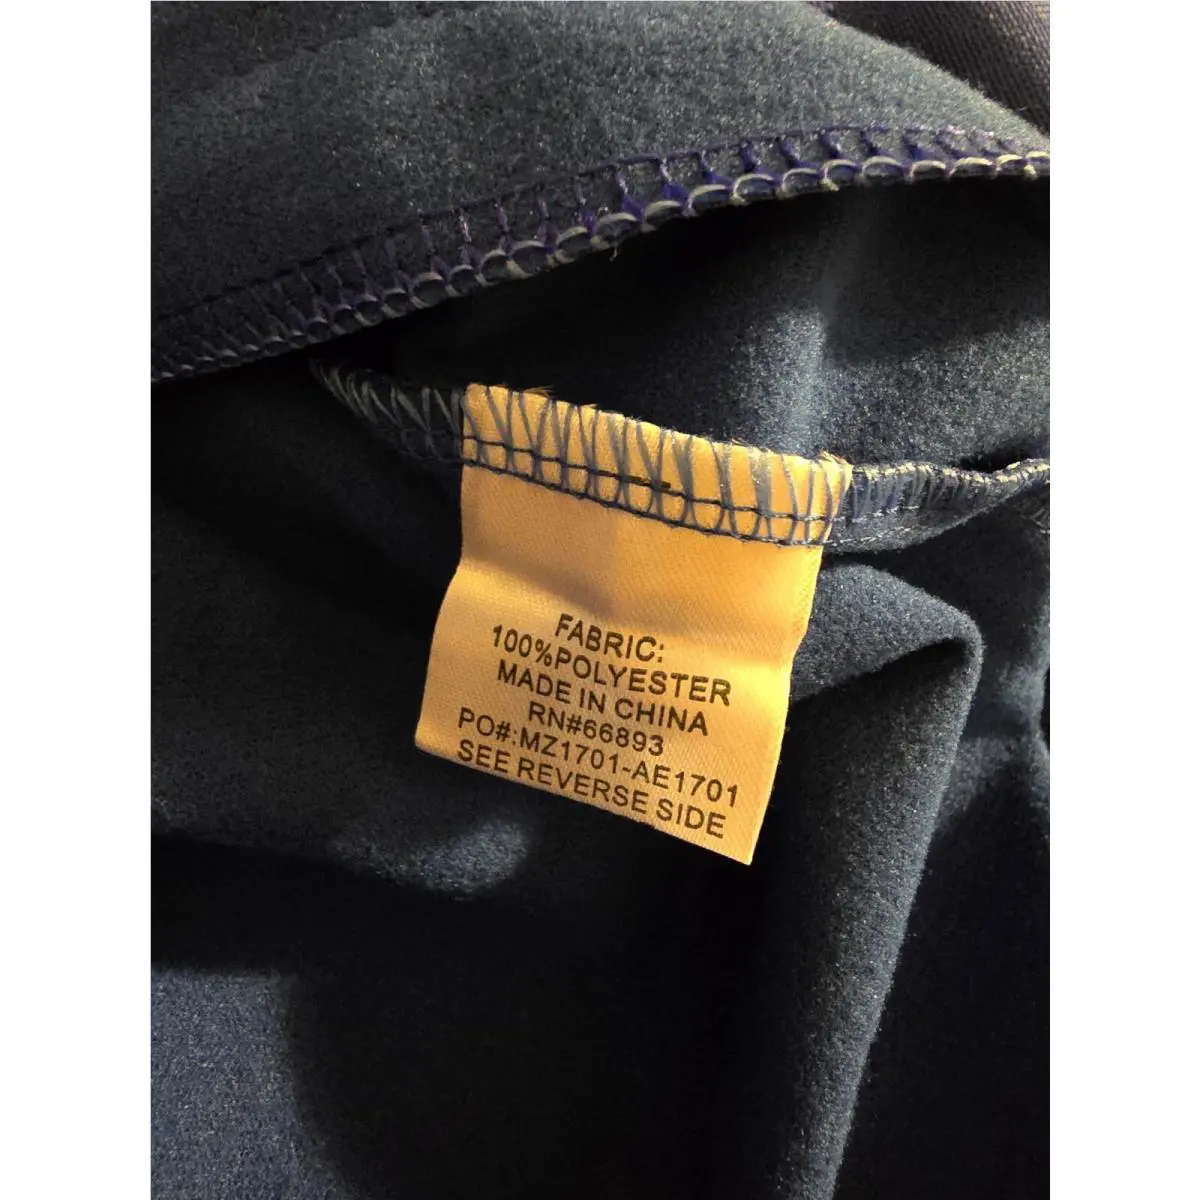 FABRIC:
100%POLYESTER
MADE IN CHINA
RN#66893
PO#:MZ1701-AE1701
SEE REVERSE SIDE